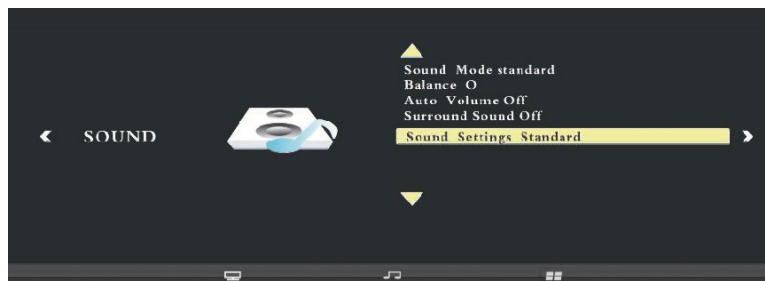 SOUND
Sound Mode standard
Balance O
Auto Volume Off
Surround Sound Off
Sound Settings Standard